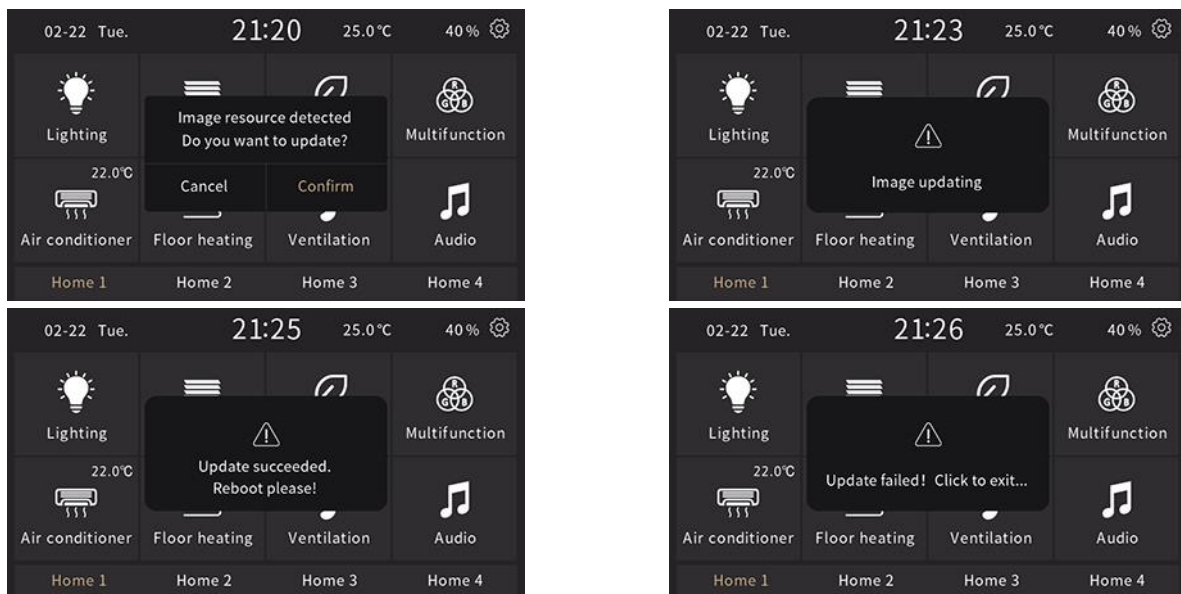 02-22 Tue. 21:20 25.0℃ 40%
Lighting
Image resource detected
Do you want to update?
Multifunction
R
G B
22.0℃
Cancel Confirm
Air conditioner Floor heating Ventilation Audio
Home 1 Home 2 Home 3 Home 4
02-22 Tue. 21:23 25.0℃ 40%
Lighting
Multifunction
R
G B
22.0℃
Image updating
Air conditioner Floor heating Ventilation Audio
Home 1 Home 2 Home 3 Home 4
02-22 Tue. 21:25 25.0℃ 40%
Lighting
Multifunction
R
G B
22.0℃
Update succeeded.
Reboot please!
Air conditioner Floor heating Ventilation Audio
Home 1 Home 2 Home 3 Home 4
02-22 Tue. 21:26 25.0℃ 40%
Lighting
Multifunction
R
G B
22.0℃
Update failed! Click to exit...
Air conditioner Floor heating Ventilation Audio
Home 1 Home 2 Home 3 Home 4